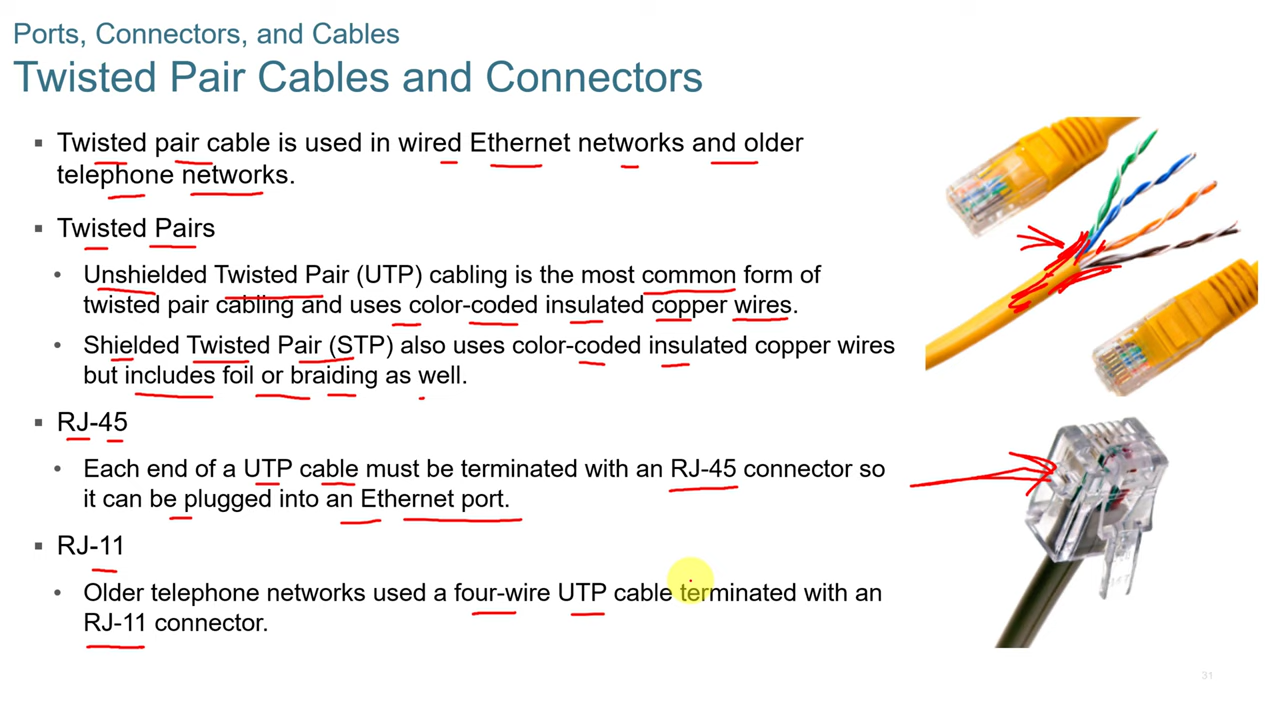 Ports, Connectors, and Cables
Twisted Pair Cables and Connectors
▪ Twisted pair cable is used in wired Ethernet networks and older
telephone networks.
▪ Twisted Pairs
• Unshielded Twisted Pair (UTP) cabling is the most common form of
twisted pair cabling and uses color-coded insulated copper wires.
• Shielded Twisted Pair (STP) also uses color-coded insulated copper wires
but includes foil or braiding as well.
▪ RJ-45
• Each end of a UTP cable must be terminated with an RJ-45 connector so
it can be plugged into an Ethernet port.
▪ RJ-11
• Older telephone networks used a four-wire UTP cable terminated with an
RJ-11 connector.
31